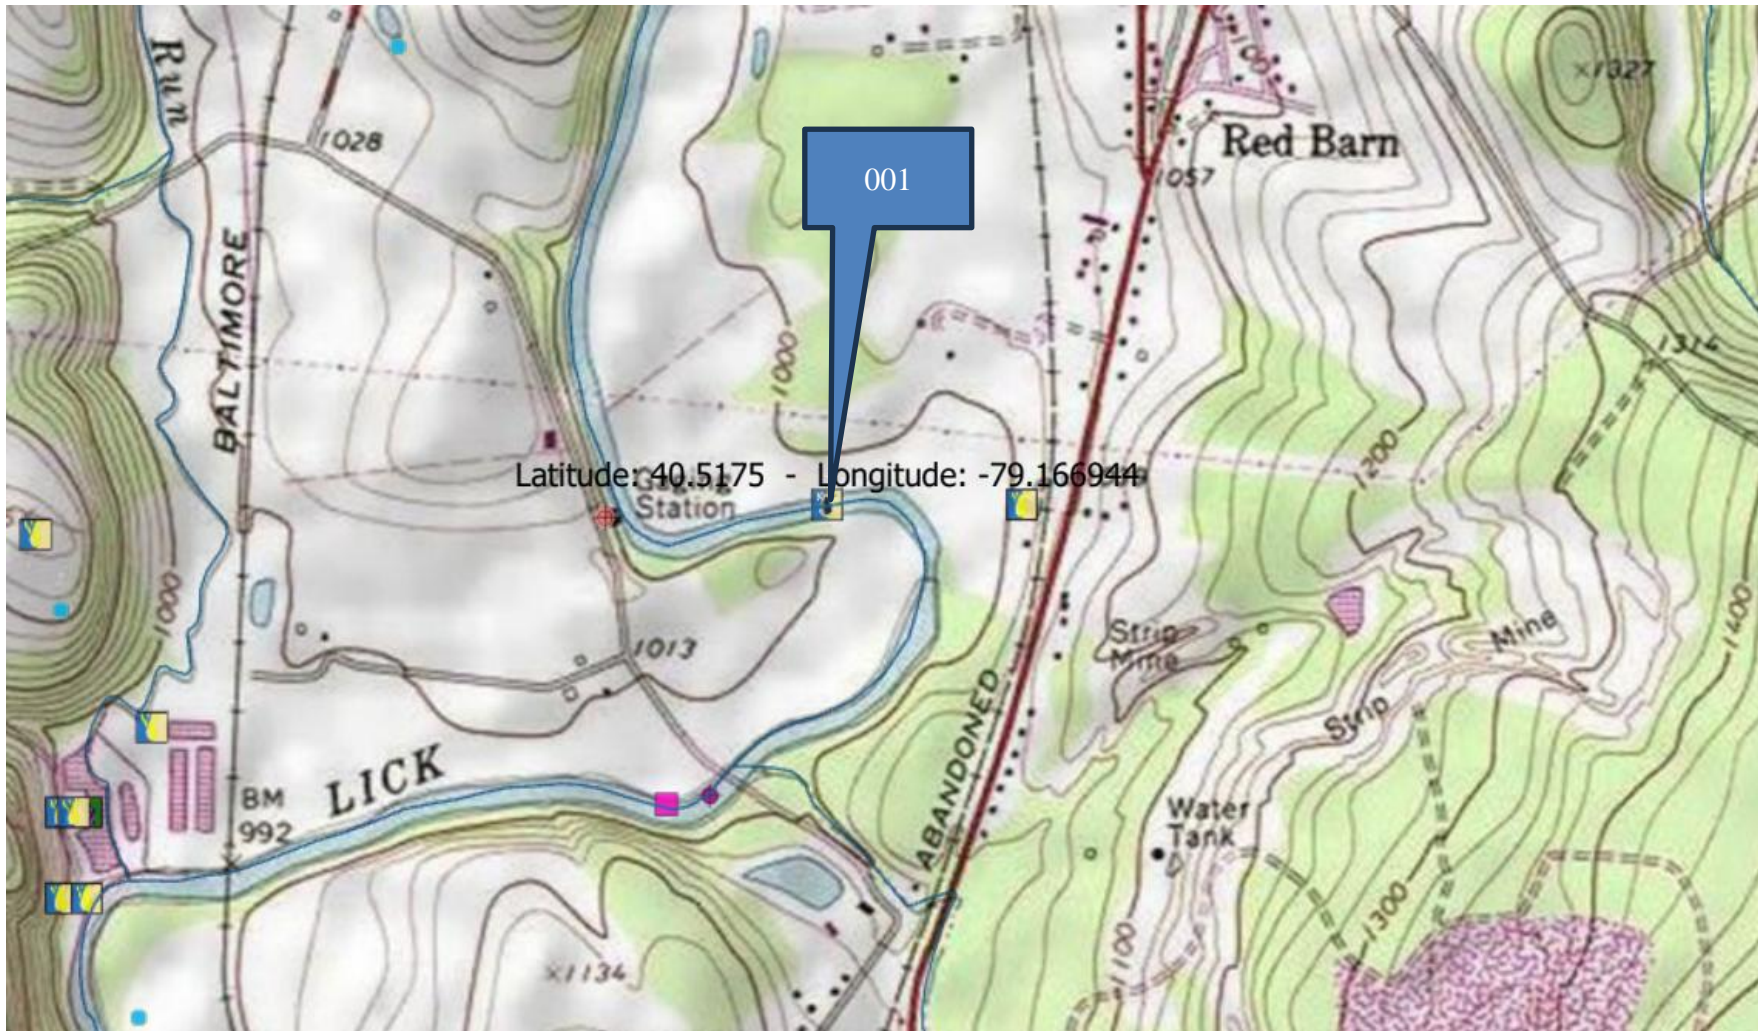 Run
1028
BALTIMORE
001
Red Barn
1057
×1327
1000
1314
1200
Latitude: 40.5175 - Longitude: -79.166944
Station
1000
1013
Strip
Mine
Mine
Strip
1400
LICK
BM
992
ABANDONED
Water
Tank
1300
1100
×1134